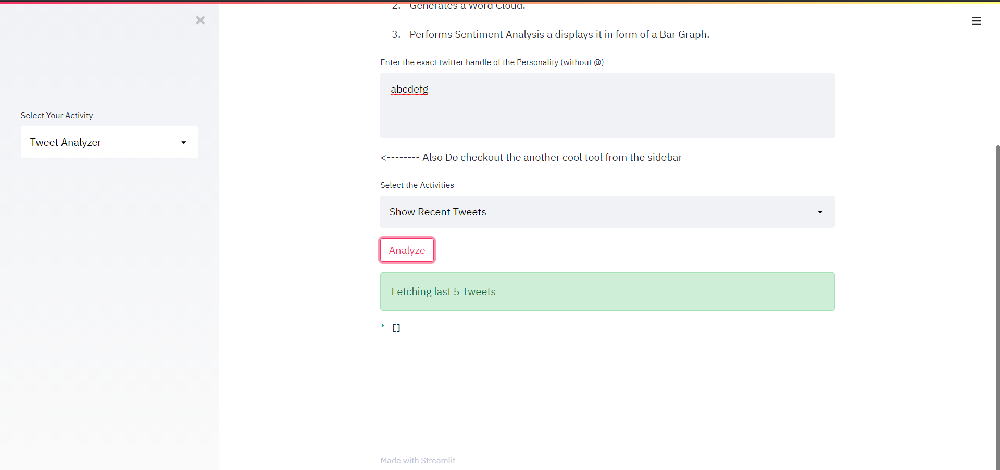 2. Generates a Word Cloud.
3. Performs Sentiment Analysis a displays it in form of a Bar Graph.
Enter the exact twitter handle of the Personality (without @)
abcdefg
Select Your Activity
Tweet Analyzer
<-------- Also Do checkout the another cool tool from the sidebar
Select the Activities
Show Recent Tweets
Analyze
Fetching last 5 Tweets
[]
Made with Streamlit